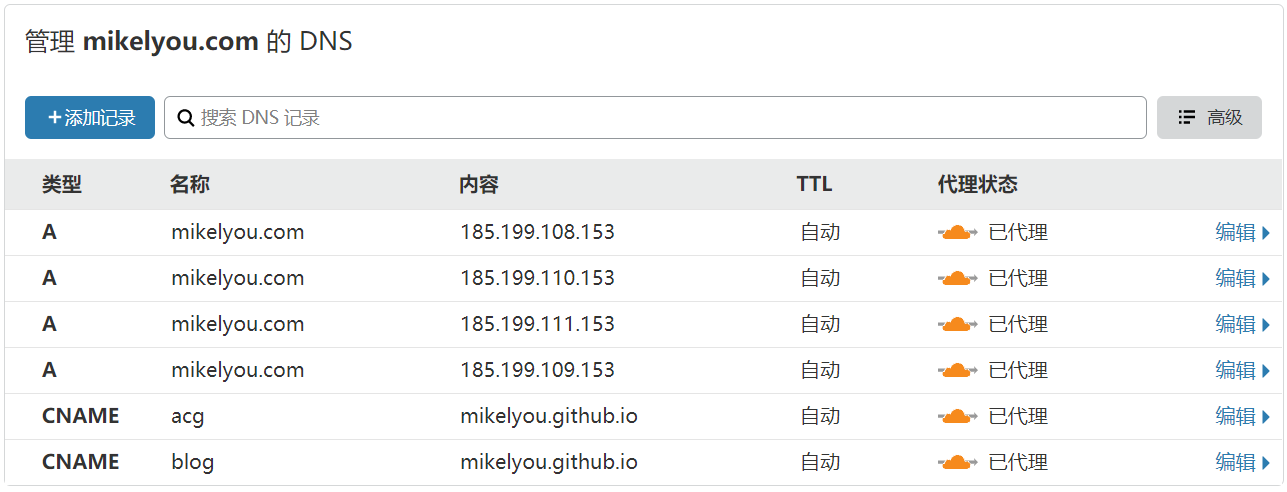 管理 mikelyou.com 的 DNS
+添加记录 搜索 DNS 记录 高级
类型 名称 内容 TTL 代理状态
A mikelyou.com 185.199.108.153 自动 已代理 编辑
A mikelyou.com 185.199.110.153 自动 已代理 编辑
A mikelyou.com 185.199.111.153 自动 已代理 编辑
A mikelyou.com 185.199.109.153 自动 已代理 编辑
CNAME acg mikelyou.github.io 自动 已代理 编辑
CNAME blog mikelyou.github.io 自动 已代理 编辑